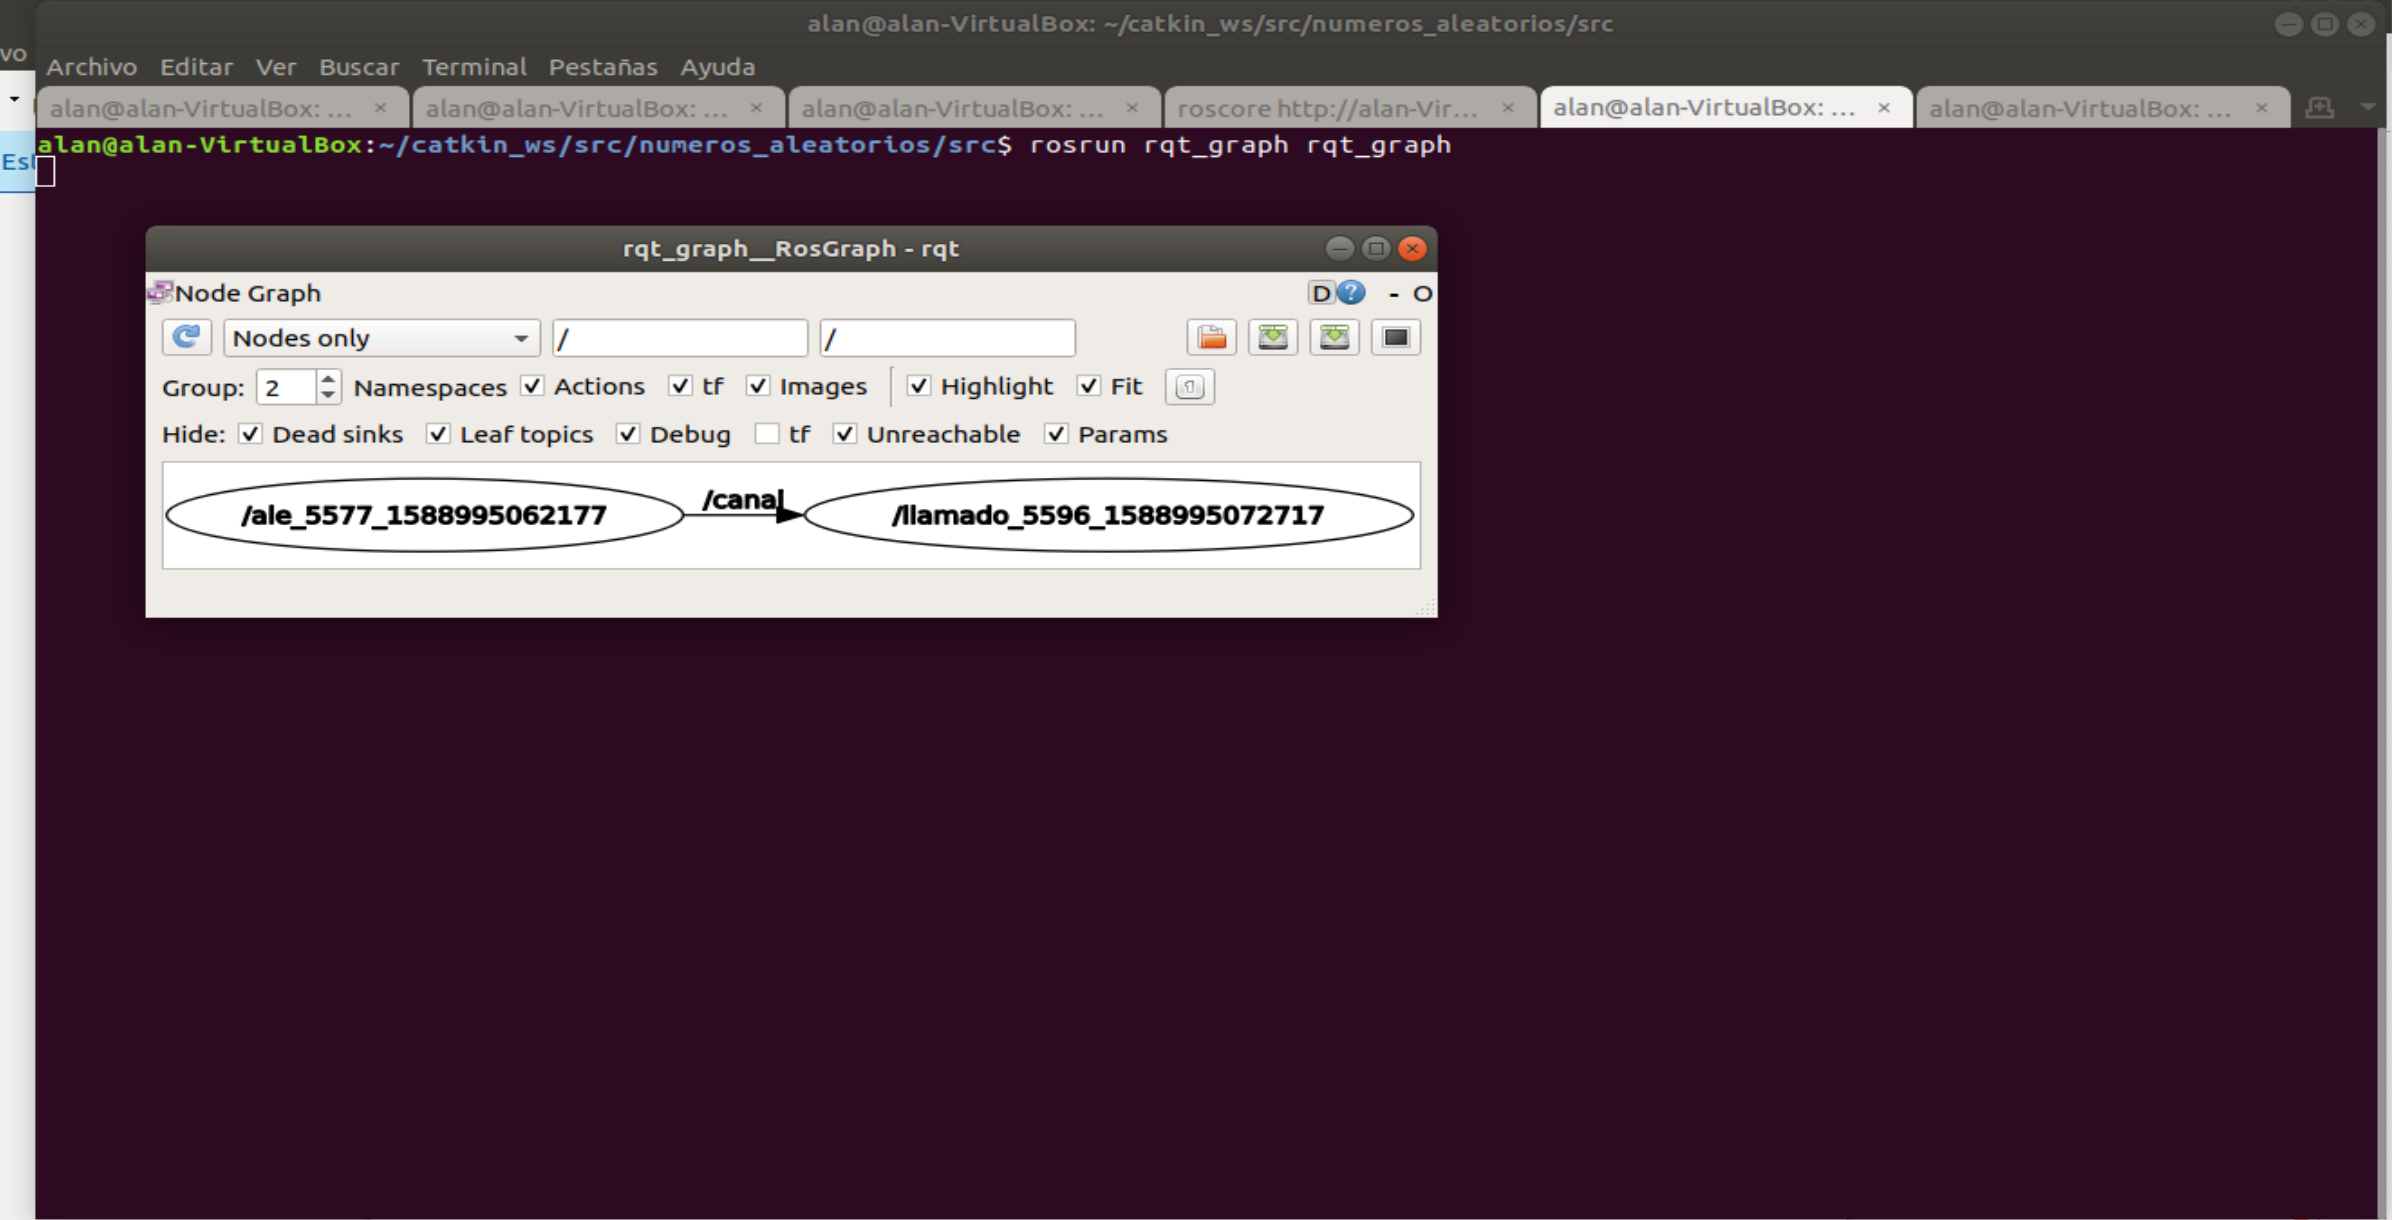 alan@alan-VirtualBox: ~/catkin_ws/src/numeros_aleatorios/src
vo
Archivo Editar Ver Buscar Terminal Pestañas Ayuda
alan@alan-VirtualBox: ... × alan@alan-VirtualBox: ... × alan@alan-VirtualBox: ... × roscore http://alan-Vir... × alan@alan-VirtualBox: ... × alan@alan-VirtualBox: ... ×
alan@alan-VirtualBox:~/catkin_ws/src/numeros_aleatorios/src$ rosrun rqt_graph rqt_graph
rqt_graph__RosGraph - rqt
Node Graph D ? - O
Nodes only / /
Group: 2 Namespaces Actions tf Images Highlight Fit 1
Hide: Dead sinks Leaf topics Debug tf Unreachable Params
/canal
/ale_5577_1588995062177 /llamado_5596_1588995072717